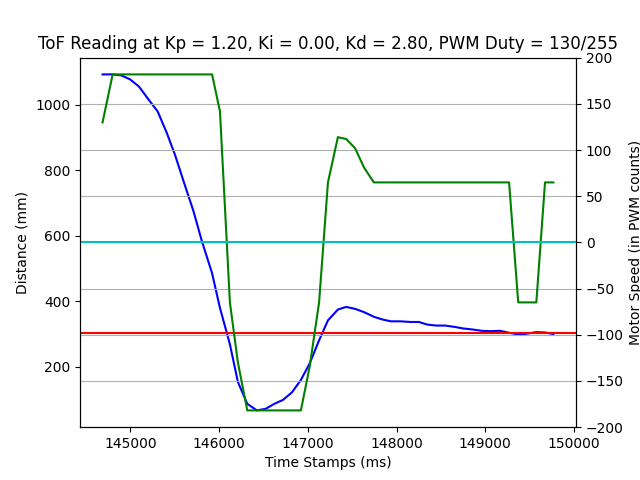 ToF Reading at Kp = 1.20, Ki = 0.00, Kd = 2.80, PWM Duty = 130/255
1000
800
600
400
200
Distance (mm)
200
150
100
50
0
−50
−100
−150
−200
Motor Speed (in PWM counts)
145000 146000 147000 148000 149000 150000
Time Stamps (ms)